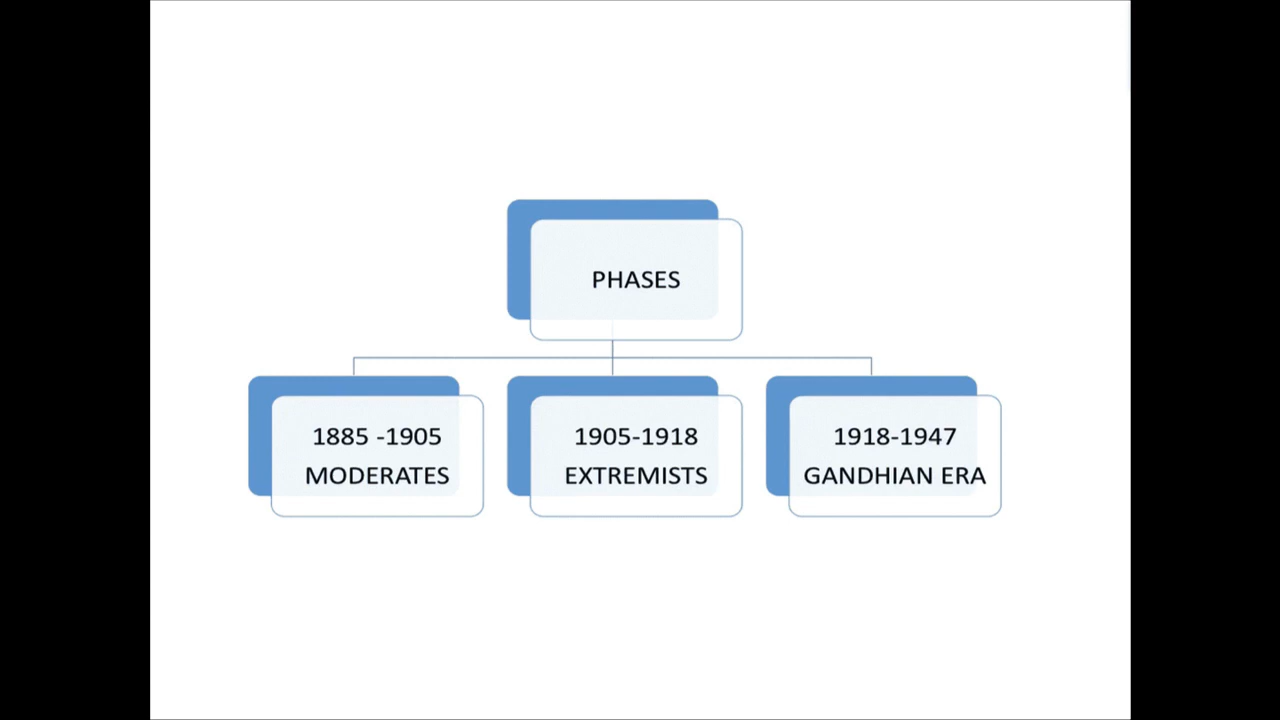 PHASES
1885 -1905
MODERATES
1905-1918
EXTREMISTS
1918-1947
GANDHIAN ERA